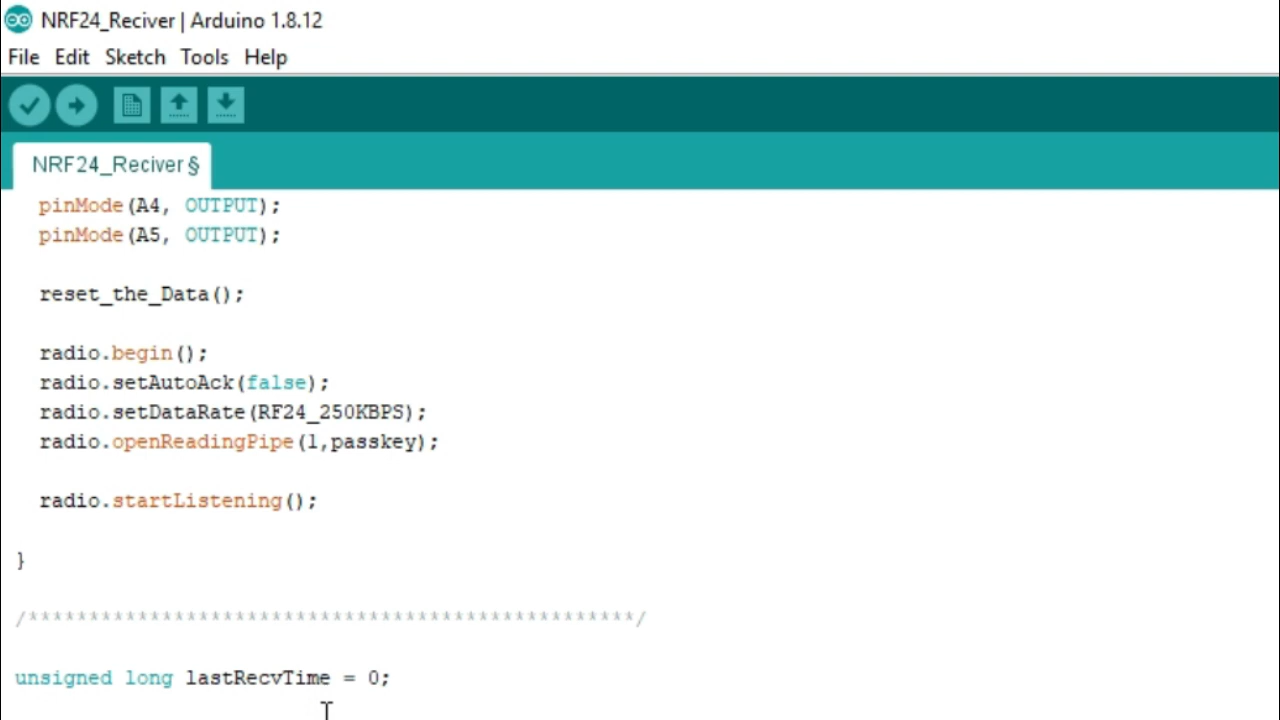 NRF24_Reciver | Arduino 1.8.12
File Edit Sketch Tools Help
NRF24_Reciver §
pinMode(A4, OUTPUT);
pinMode(A5, OUTPUT);
reset_the_Data();
radio.begin();
radio.setAutoAck(false);
radio.setDataRate(RF24_250KBPS);
radio.openReadingPipe(1,passkey);
radio.startListening();
}
/**************************************************/
unsigned long lastRecvTime = 0;